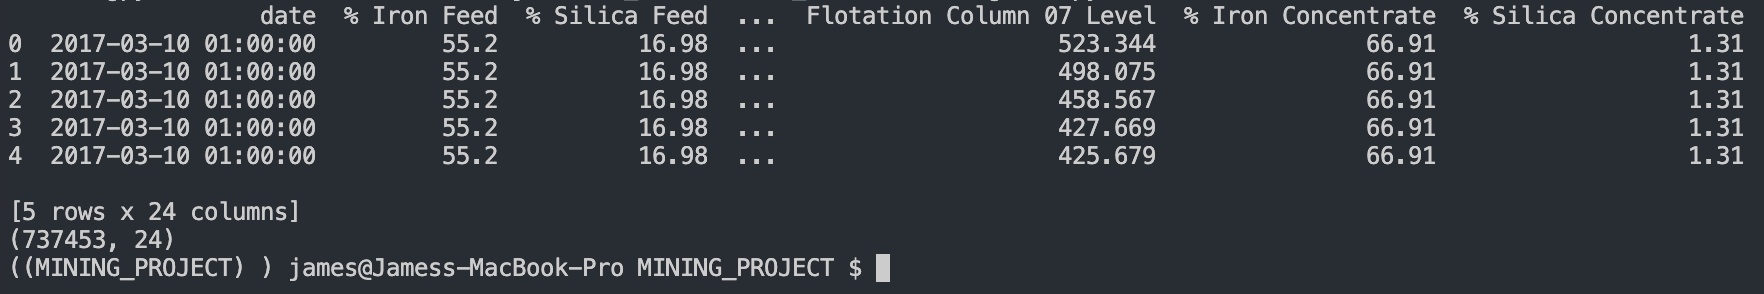 date % Iron Feed % Silica Feed ... Flotation Column 07 Level % Iron Concentrate % Silica Concentrate
0 2017-03-10 01:00:00 55.2 16.98 ... 523.344 66.91 1.31
1 2017-03-10 01:00:00 55.2 16.98 ... 498.075 66.91 1.31
2 2017-03-10 01:00:00 55.2 16.98 ... 458.567 66.91 1.31
3 2017-03-10 01:00:00 55.2 16.98 ... 427.669 66.91 1.31
4 2017-03-10 01:00:00 55.2 16.98 ... 425.679 66.91 1.31
[5 rows x 24 columns]
(737453, 24)
((MINING_PROJECT) ) james@Jamess-MacBook-Pro MINING_PROJECT $